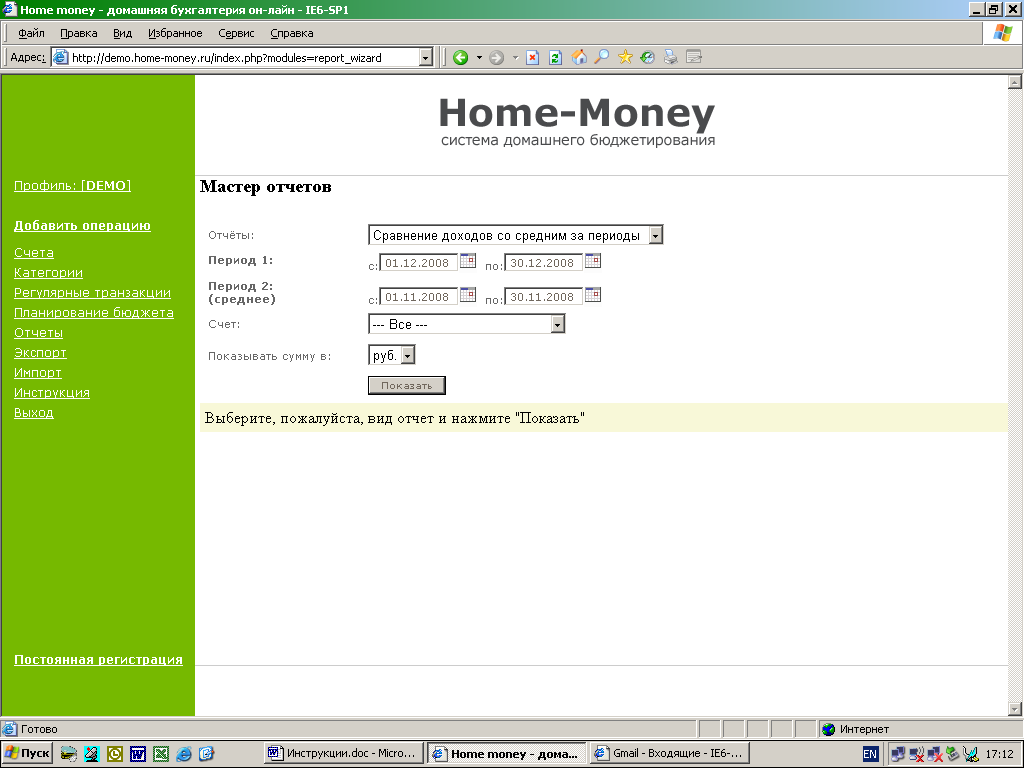 Home money - домашняя бухгалтерия он-лайн - IE6-SP1
Файл Правка Вид Избранное Сервис Справка
Адрес: http://demo.home-money.ru/index.php?modules=report_wizard
Home-Money
система домашнего бюджетирования
Профиль: [DEMO]
Добавить операцию
Счета
Категории
Регулярные транзакции
Планирование бюджета
Отчеты
Экспорт
Импорт
Инструкция
Выход
Постоянная регистрация
Мастер отчетов
Отчёты: Сравнение доходов со средним за периоды
Период 1: с: 01.12.2008 по: 30.12.2008
Период 2: с: 01.11.2008 по: 30.11.2008
(среднее)
Счет: --- Все ---
Показывать сумму в: руб.
Показать
Выберите, пожалуйста, вид отчет и нажмите "Показать"
Готово Интернет
Пуск Инструкции.doc - Micro... Home money - дома... Gmail - Входящие - IE6-... EN 17:12